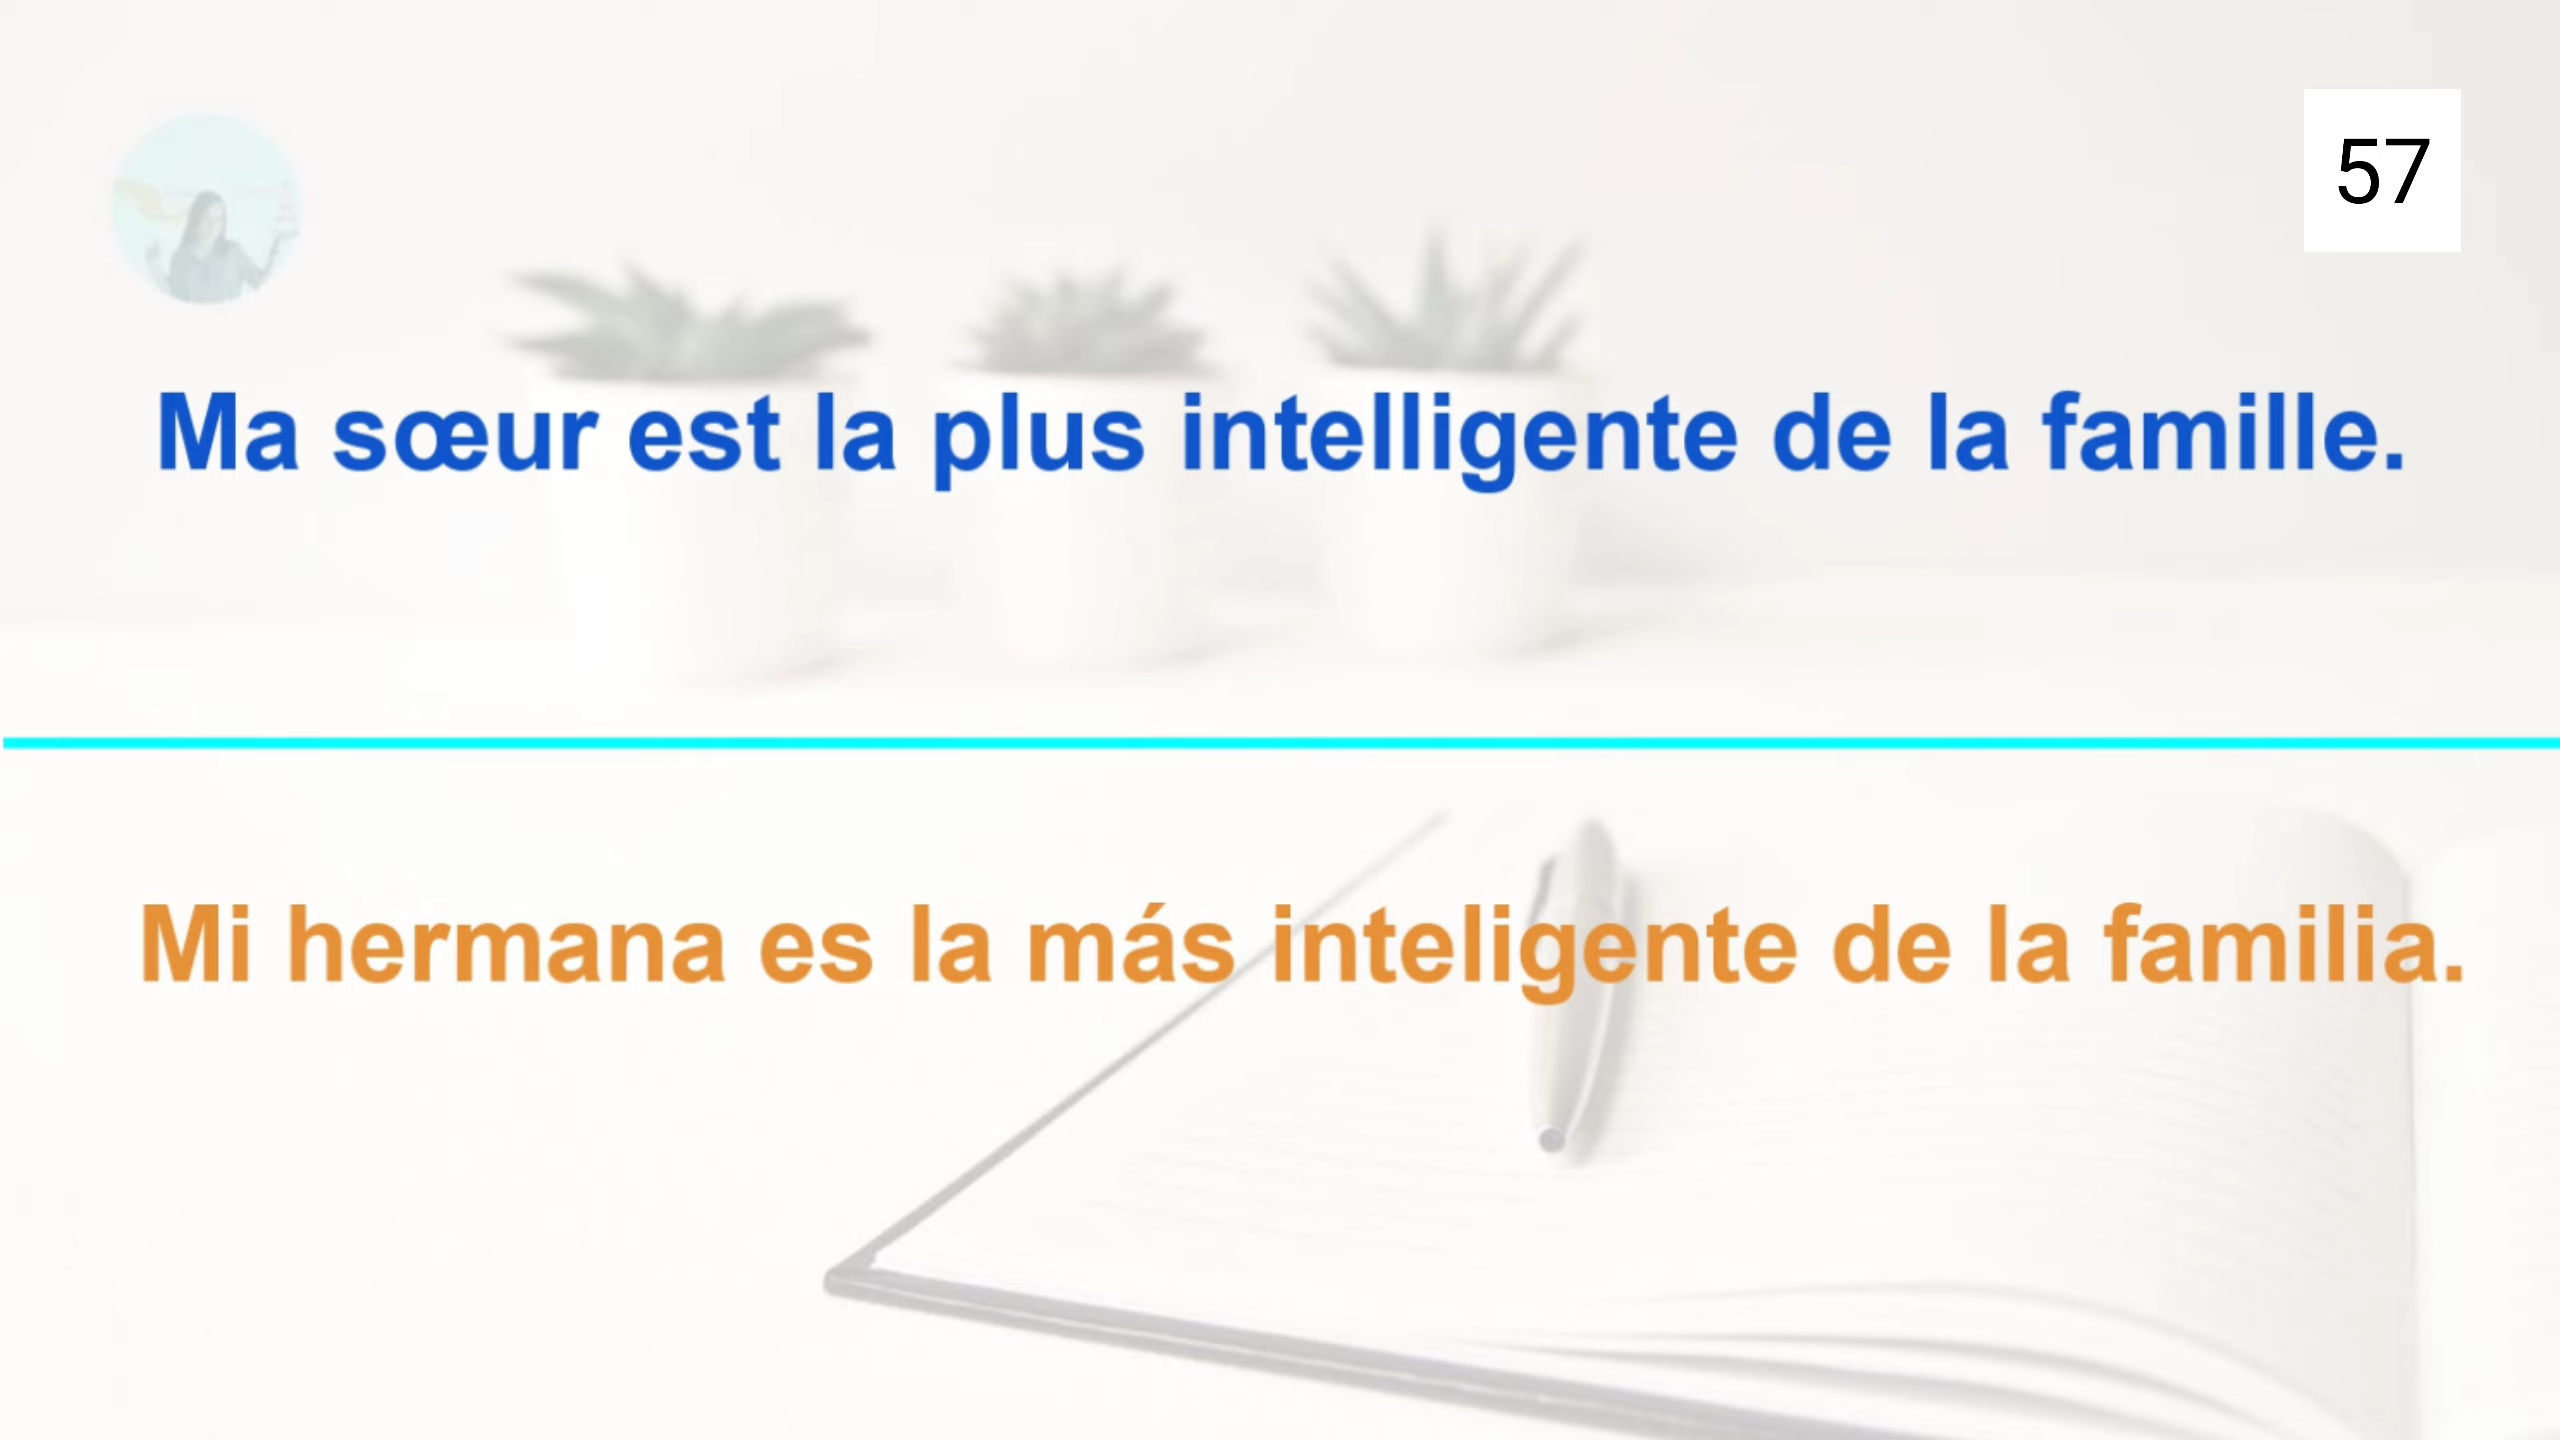 57
Ma sœur est la plus intelligente de la famille.
Mi hermana es la más inteligente de la familia.